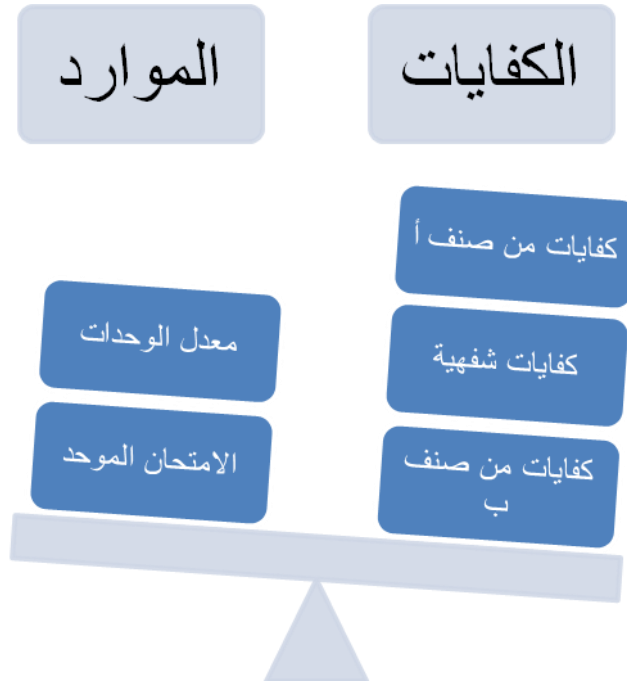 الكفايات
الموارد
كفايات من صنف أ
كفايات شفهية
كفايات من صنف
ب
معدل الوحدات
الامتحان الموحد